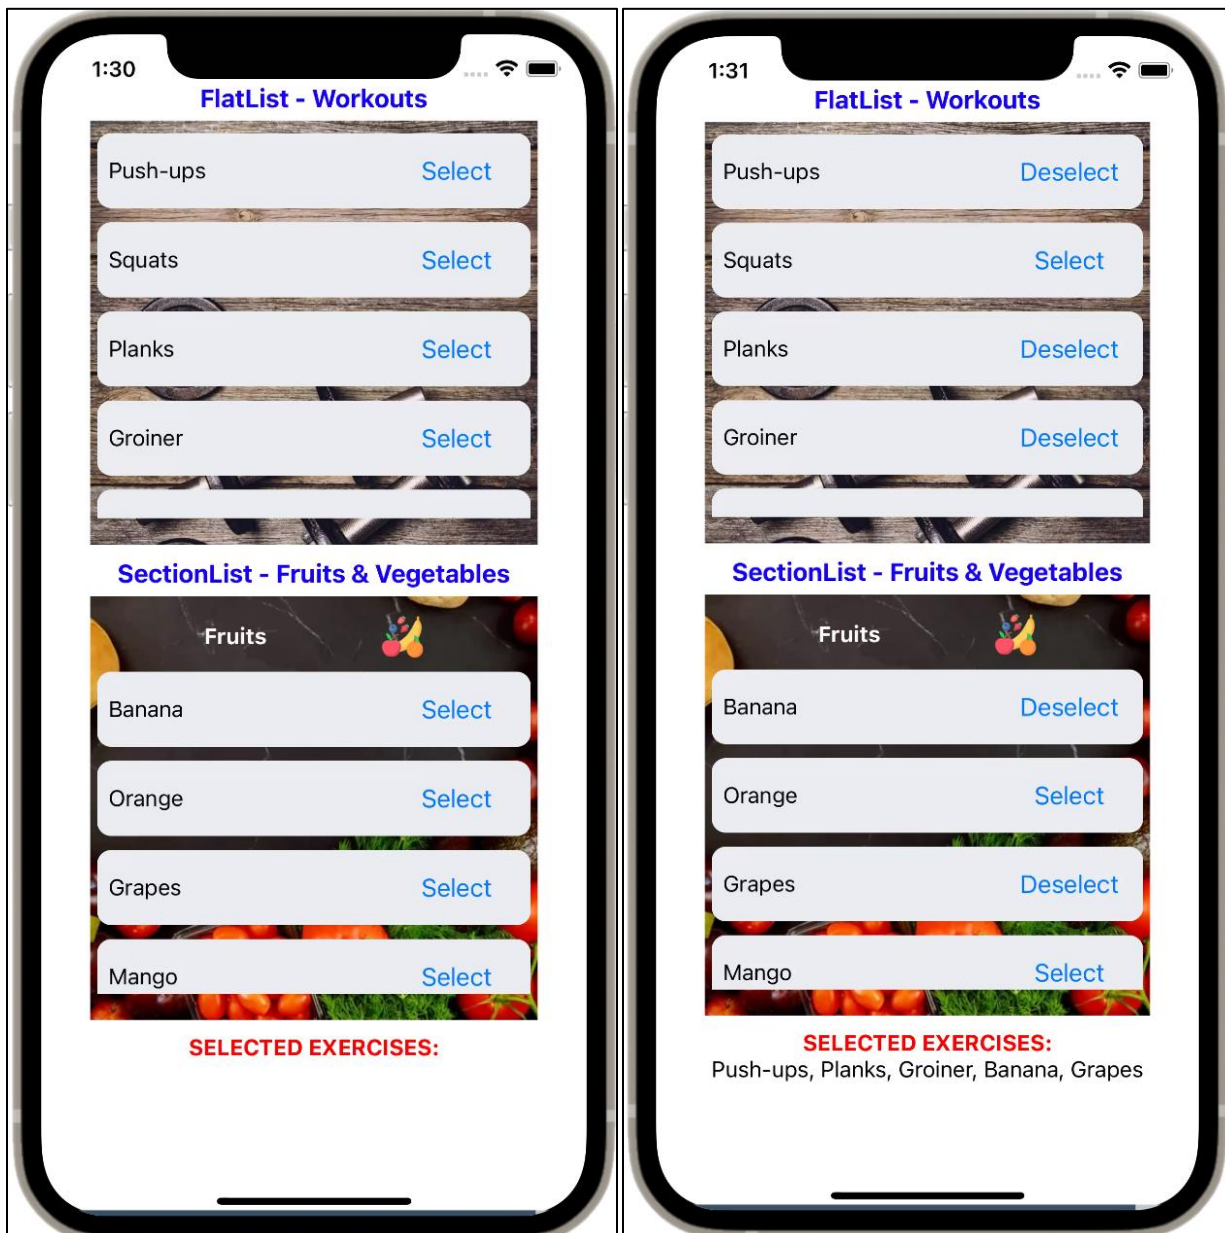 1:30
FlatList - Workouts
Push-ups Select
Squats Select
Planks Select
Groiner Select
SectionList - Fruits & Vegetables
Fruits
Banana Select
Orange Select
Grapes Select
Mango Select
SELECTED EXERCISES:
1:31
FlatList - Workouts
Push-ups Deselect
Squats Select
Planks Deselect
Groiner Deselect
SectionList - Fruits & Vegetables
Fruits
Banana Deselect
Orange Select
Grapes Deselect
Mango Select
SELECTED EXERCISES:
Push-ups, Planks, Groiner, Banana, Grapes